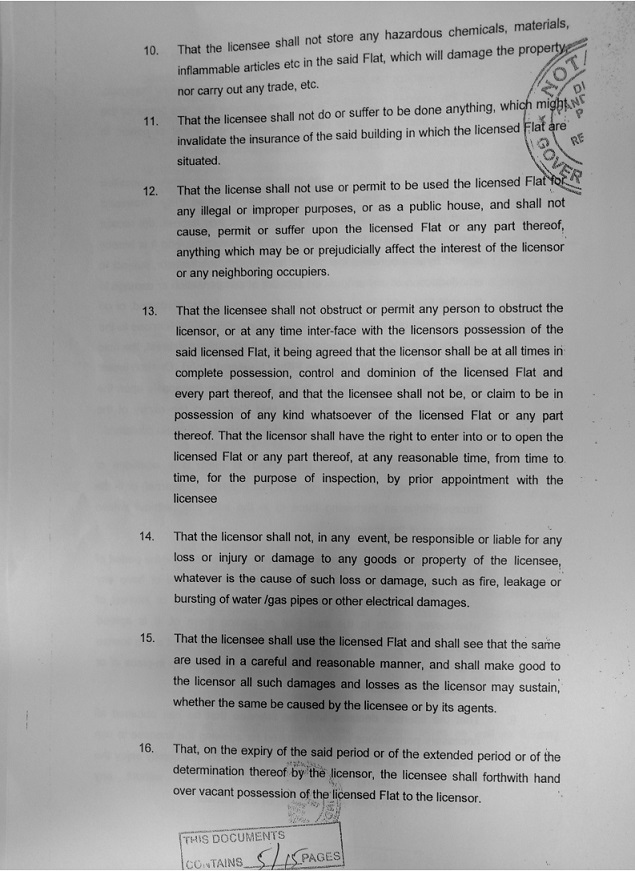 10. That the licensee shall not store any hazardous chemicals, materials,
inflammable articles etc in the said Flat, which will damage the property,
nor carry out any trade, etc.
11. That the licensee shall not do or suffer to be done anything, which might
invalidate the insurance of the said building in which the licensed Flat are
situated.
12. That the license shall not use or permit to be used the licensed Flat for
any illegal or improper purposes, or as a public house, and shall not
cause, permit or suffer upon the licensed Flat or any part thereof,
anything which may be or prejudicially affect the interest of the licensor
or any neighboring occupiers.
13. That the licensee shall not obstruct or permit any person to obstruct the
licensor, or at any time inter-face with the licensors possession of the
said licensed Flat, it being agreed that the licensor shall be at all times in
complete possession, control and dominion of the licensed Flat and
every part thereof, and that the licensee shall not be, or claim to be in
possession of any kind whatsoever of the licensed Flat or any part
thereof. That the licensor shall have the right to enter into or to open the
licensed Flat or any part thereof, at any reasonable time, from time to
time, for the purpose of inspection, by prior appointment with the
licensee
14. That the licensor shall not, in any event, be responsible or liable for any
loss or injury or damage to any goods or property of the licensee,
whatever is the cause of such loss or damage, such as fire, leakage or
bursting of water /gas pipes or other electrical damages.
15. That the licensee shall use the licensed Flat and shall see that the same
are used in a careful and reasonable manner, and shall make good to
the licensor all such damages and losses as the licensor may sustain,
whether the same be caused by the licensee or by its agents.
16. That, on the expiry of the said period or of the extended period or of the
determination thereof by the licensor, the licensee shall forthwith hand
over vacant possession of the licensed Flat to the licensor.
THIS DOCUMENTS
CONTAINS 5/15 PAGES